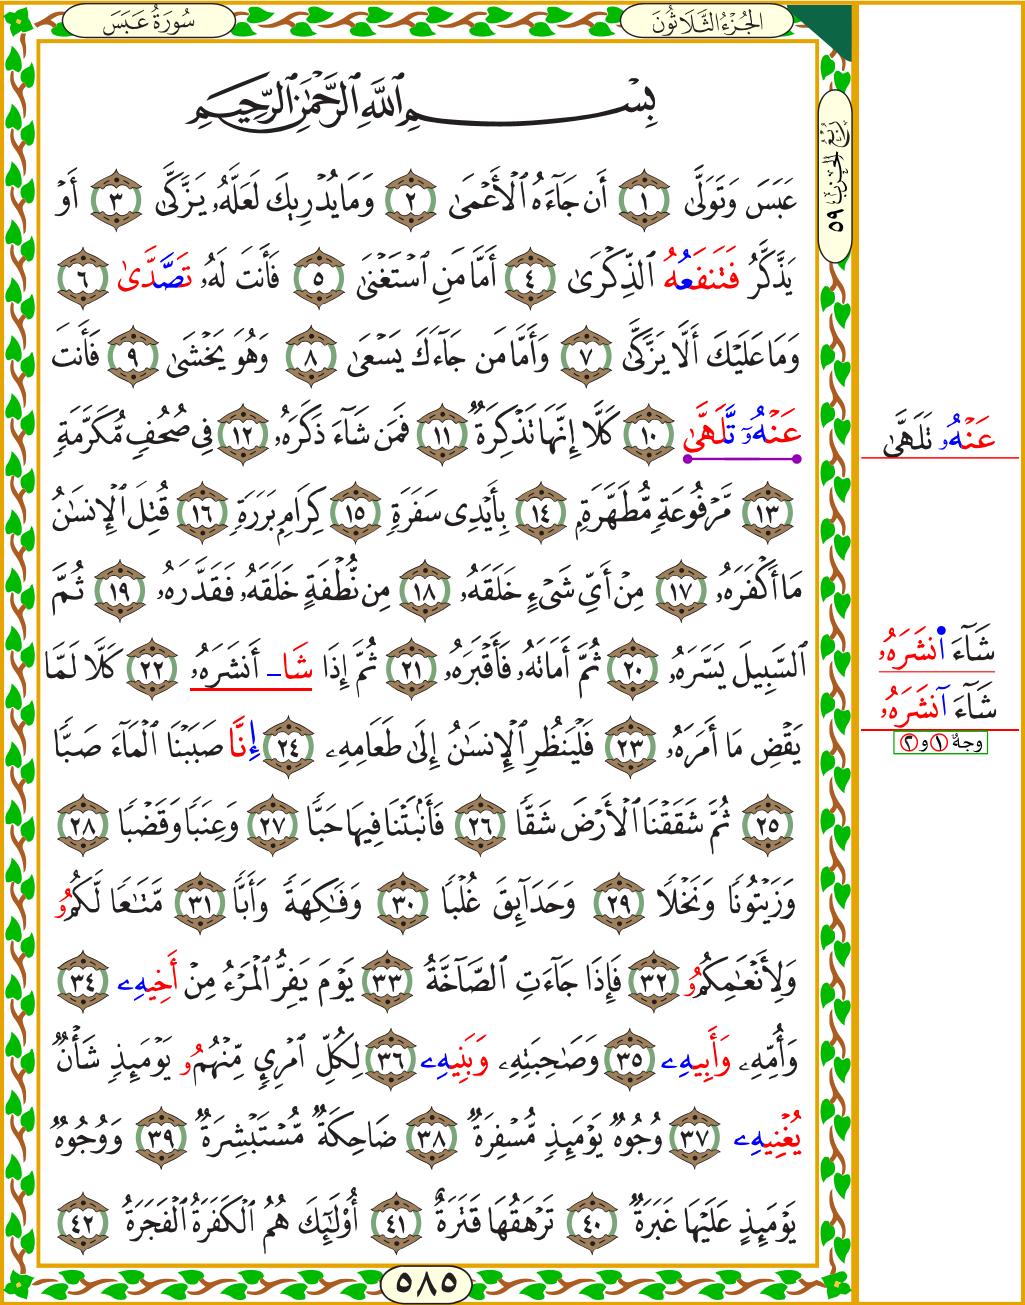 الجُزْءُ الثَّلَاثُونَ
سُورَةُ عَبَسَ
رُبْعُ الحِزْبِ ٥٩
بِسْمِ ٱللَّهِ ٱلرَّحْمَٰنِ ٱلرَّحِيمِ
عَبَسَ وَتَوَلَّىٰ ١ أَن جَآءَهُ ٱلْأَعْمَىٰ ٢ وَمَا يُدْرِيكَ لَعَلَّهُۥ يَزَّكَّىٰ ٣ أَوْ
يَذَّكَّرُ فَتَنفَعُهُ ٱلذِّكْرَىٰ ٤ أَمَّا مَنِ ٱسْتَغْنَىٰ ٥ فَأَنتَ لَهُۥ تَصَّدَّىٰ ٦
وَمَا عَلَيْكَ أَلَّا يَزَّكَّىٰ ٧ وَأَمَّا مَن جَآءَكَ يَسْعَىٰ ٨ وَهُوَ يَخْشَىٰ ٩ فَأَنتَ
عَنْهُۥٓ تَّلَهَّىٰ ١٠ كَلَّآ إِنَّهَا تَذْكِرَةٌ ١١ فَمَن شَآءَ ذَكَرَهُۥ ١٢ فِى صُحُفٍ مُّكَرَّمَةٍ
١٣ مَّرْفُوعَةٍ مُّطَهَّرَةٍۭ ١٤ بِأَيْدِى سَفَرَةٍ ١٥ كِرَامٍۭ بَرَرَةٍ ١٦ قُتِلَ ٱلْإِنسَٰنُ
مَآ أَكْفَرَهُۥ ١٧ مِنْ أَىِّ شَىْءٍ خَلَقَهُۥ ١٨ مِن نُّطْفَةٍ خَلَقَهُۥ فَقَدَّرَهُۥ ١٩ ثُمَّ
ٱلسَّبِيلَ يَسَّرَهُۥ ٢٠ ثُمَّ أَمَاتَهُۥ فَأَقْبَرَهُۥ ٢١ ثُمَّ إِذَا شَا ـ أَنشَرَهُۥ ٢٢ كَلَّا لَمَّا
يَقْضِ مَآ أَمَرَهُۥ ٢٣ فَلْيَنظُرِ ٱلْإِنسَٰنُ إِلَىٰ طَعَامِهِۦٓ ٢٤ إِنَّا صَبَبْنَا ٱلْمَآءَ صَبًّا
٢٥ ثُمَّ شَقَقْنَا ٱلْأَرْضَ شَقًّا ٢٦ فَأَنۢبَتْنَا فِيهَا حَبًّا ٢٧ وَعِنَبًا وَقَضْبًا ٢٨
وَزَيْتُونًا وَنَخْلًا ٢٩ وَحَدَآئِقَ غُلْبًا ٣٠ وَفَٰكِهَةً وَأَبًّا ٣١ مَّتَٰعًا لَّكُمُۥ
وَلِأَنْعَٰمِكُمُۥ ٣٢ فَإِذَا جَآءَتِ ٱلصَّآخَّةُ ٣٣ يَوْمَ يَفِرُّ ٱلْمَرْءُ مِنْ أَخِيهِۦ ٣٤
وَأُمِّهِۦ وَأَبِيهِۦ ٣٥ وَصَٰحِبَتِهِۦ وَبَنِيهِۦ ٣٦ لِكُلِّ ٱمْرِئٍ مِّنْهُمُۥ يَوْمَئِذٍ شَأْنٌ
يُغْنِيهِۦ ٣٧ وُجُوهٌ يَوْمَئِذٍ مُّسْفِرَةٌ ٣٨ ضَاحِكَةٌ مُّسْتَبْشِرَةٌ ٣٩ وَوُجُوهٌ
يَوْمَئِذٍ عَلَيْهَا غَبَرَةٌ ٤٠ تَرْهَقُهَا قَتَرَةٌ ٤١ أُو۟لَٰٓئِكَ هُمُ ٱلْكَفَرَةُ ٱلْفَجَرَةُ ٤٢
٥٨٥
عَنْهُۥ تَلَهَّىٰ
شَآءَ اَ۬نشَرَهُۥ
شَآءَ آنشَرَهُۥ
وجهٌ ١ و ٣